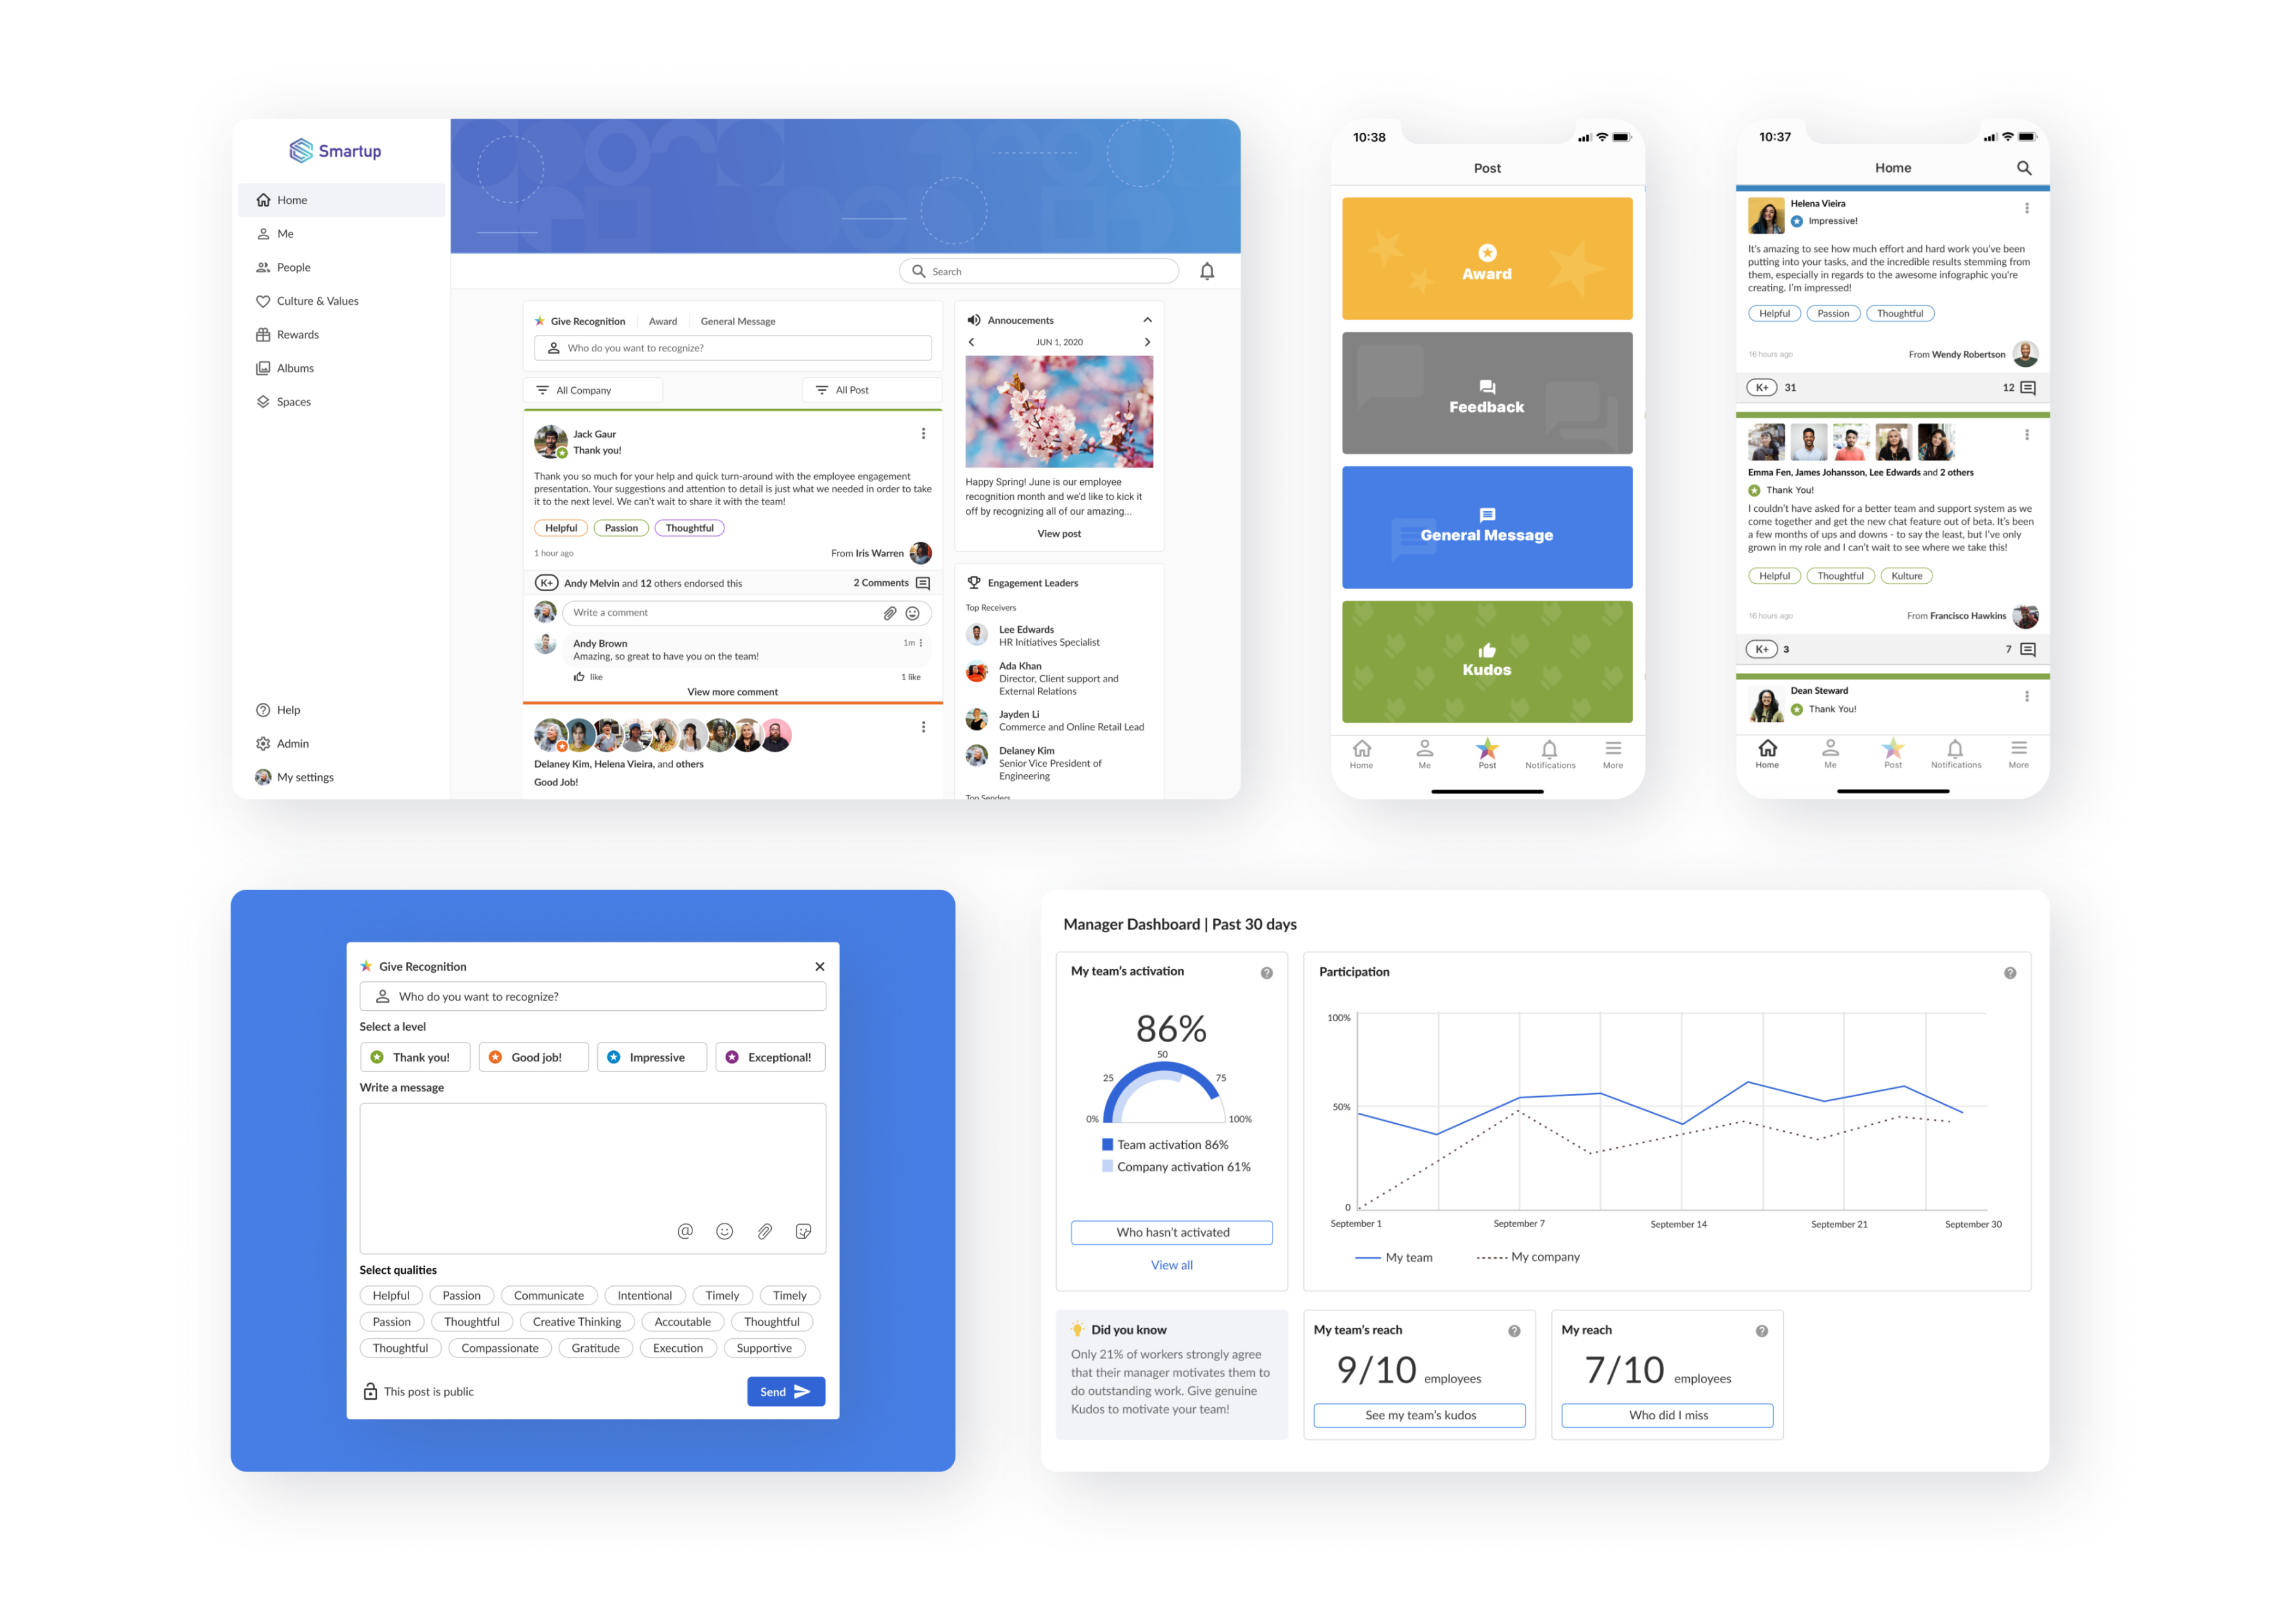 Smartup
Home
Me
People
Culture & Values
Rewards
Albums
Spaces
Help
Admin
My settings
Search
Give Recognition
Award
General Message
Who do you want to recognize?
All Company
All Post
Jack Gaur
Thank you!
Thank you so much for your help and quick turn-around with the employee engagement
presentation. Your suggestions and attention to detail is just what we needed in order to take
it to the next level. We can't wait to share it with the team!
Helpful
Passion
Thoughtful
1 hour ago
From Iris Warren
K+ Andy Melvin and 12 others endorsed this
2 Comments
Write a comment
Andy Brown
1m
Amazing, so great to have you on the team!
like
1 like
View more comment
Delaney Kim, Helena Vieira, and others
Good Job!
Annoucements
JUN 1, 2020
Happy Spring! June is our employee
recognition month and we'd like to kick it
off by recognizing all of our amazing...
View post
Engagement Leaders
Top Receivers
Lee Edwards
HR Initiatives Specialist
Ada Khan
Director, Client support and
External Relations
Jayden Li
Commerce and Online Retail Lead
Delaney Kim
Senior Vice President of
Engineering
Top Senders
10:38
Post
Award
Feedback
General Message
Kudos
Home
Me
Post
Notifications
More
10:37
Home
Helena Vieira
Impressive!
It's amazing to see how much effort and hard work you've been
putting into your tasks, and the incredible results stemming from
them, especially in regards to the awesome infographic you're
creating. I'm impressed!
Helpful
Passion
Thoughtful
16 hours ago
From Wendy Robertson
K+ 31
12
Emma Fen, James Johansson, Lee Edwards and 2 others
Thank You!
I couldn't have asked for a better team and support system as we
come together and get the new chat feature out of beta. It's been
a few months of ups and downs - to say the least, but I've only
grown in my role and I can't wait to see where we take this!
Helpful
Thoughtful
Kulture
16 hours ago
From Francisco Hawkins
K+ 3
7
Dean Steward
Thank You!
Home
Me
Post
Notifications
More
Give Recognition
Who do you want to recognize?
Select a level
Thank you!
Good job!
Impressive
Exceptional!
Write a message
@
Select qualities
Helpful
Passion
Communicate
Intentional
Timely
Timely
Passion
Thoughtful
Creative Thinking
Accoutable
Thoughtful
Thoughtful
Compassionate
Gratitude
Execution
Supportive
This post is public
Send
Manager Dashboard | Past 30 days
My team's activation
?
86%
50
25
75
0%
100%
Team activation 86%
Company activation 61%
Who hasn't activated
View all
Participation
?
100%
50%
0
September 1
September 7
September 14
September 21
September 30
My team
My company
Did you know
Only 21% of workers strongly agree
that their manager motivates them to
do outstanding work. Give genuine
Kudos to motivate your team!
My team's reach
?
9/10 employees
See my team's kudos
My reach
?
7/10 employees
Who did I miss